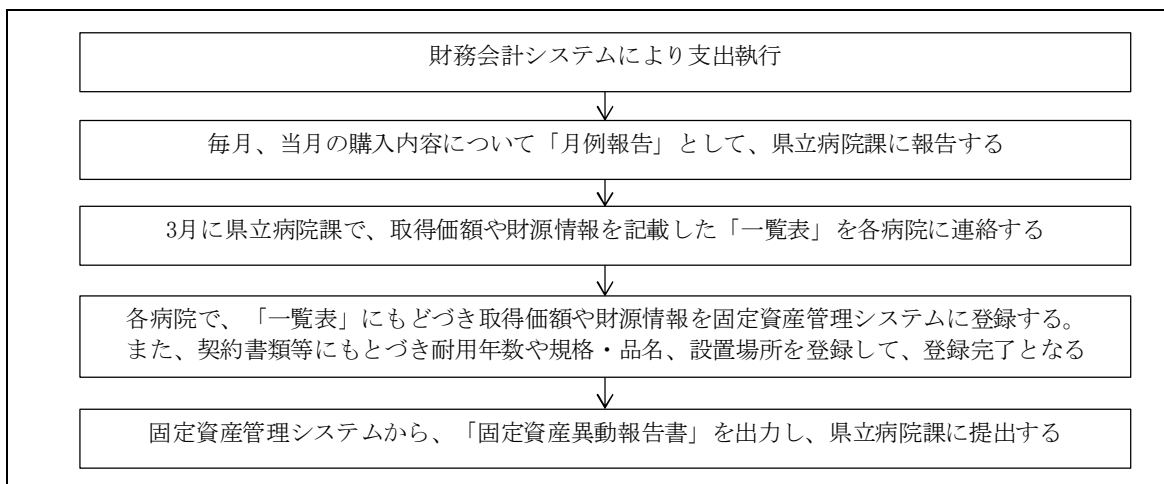 財務会計システムにより支出執行
毎月、当月の購入内容について「月例報告」として、県立病院課に報告する
3月に県立病院課で、取得価額や財源情報を記載した「一覧表」を各病院に連絡する
各病院で、「一覧表」にもどづき取得価額や財源情報を固定資産管理システムに登録する。
また、契約書類等にもとづき耐用年数や規格・品名、設置場所を登録して、登録完了となる
固定資産管理システムから、「固定資産異動報告書」を出力し、県立病院課に提出する